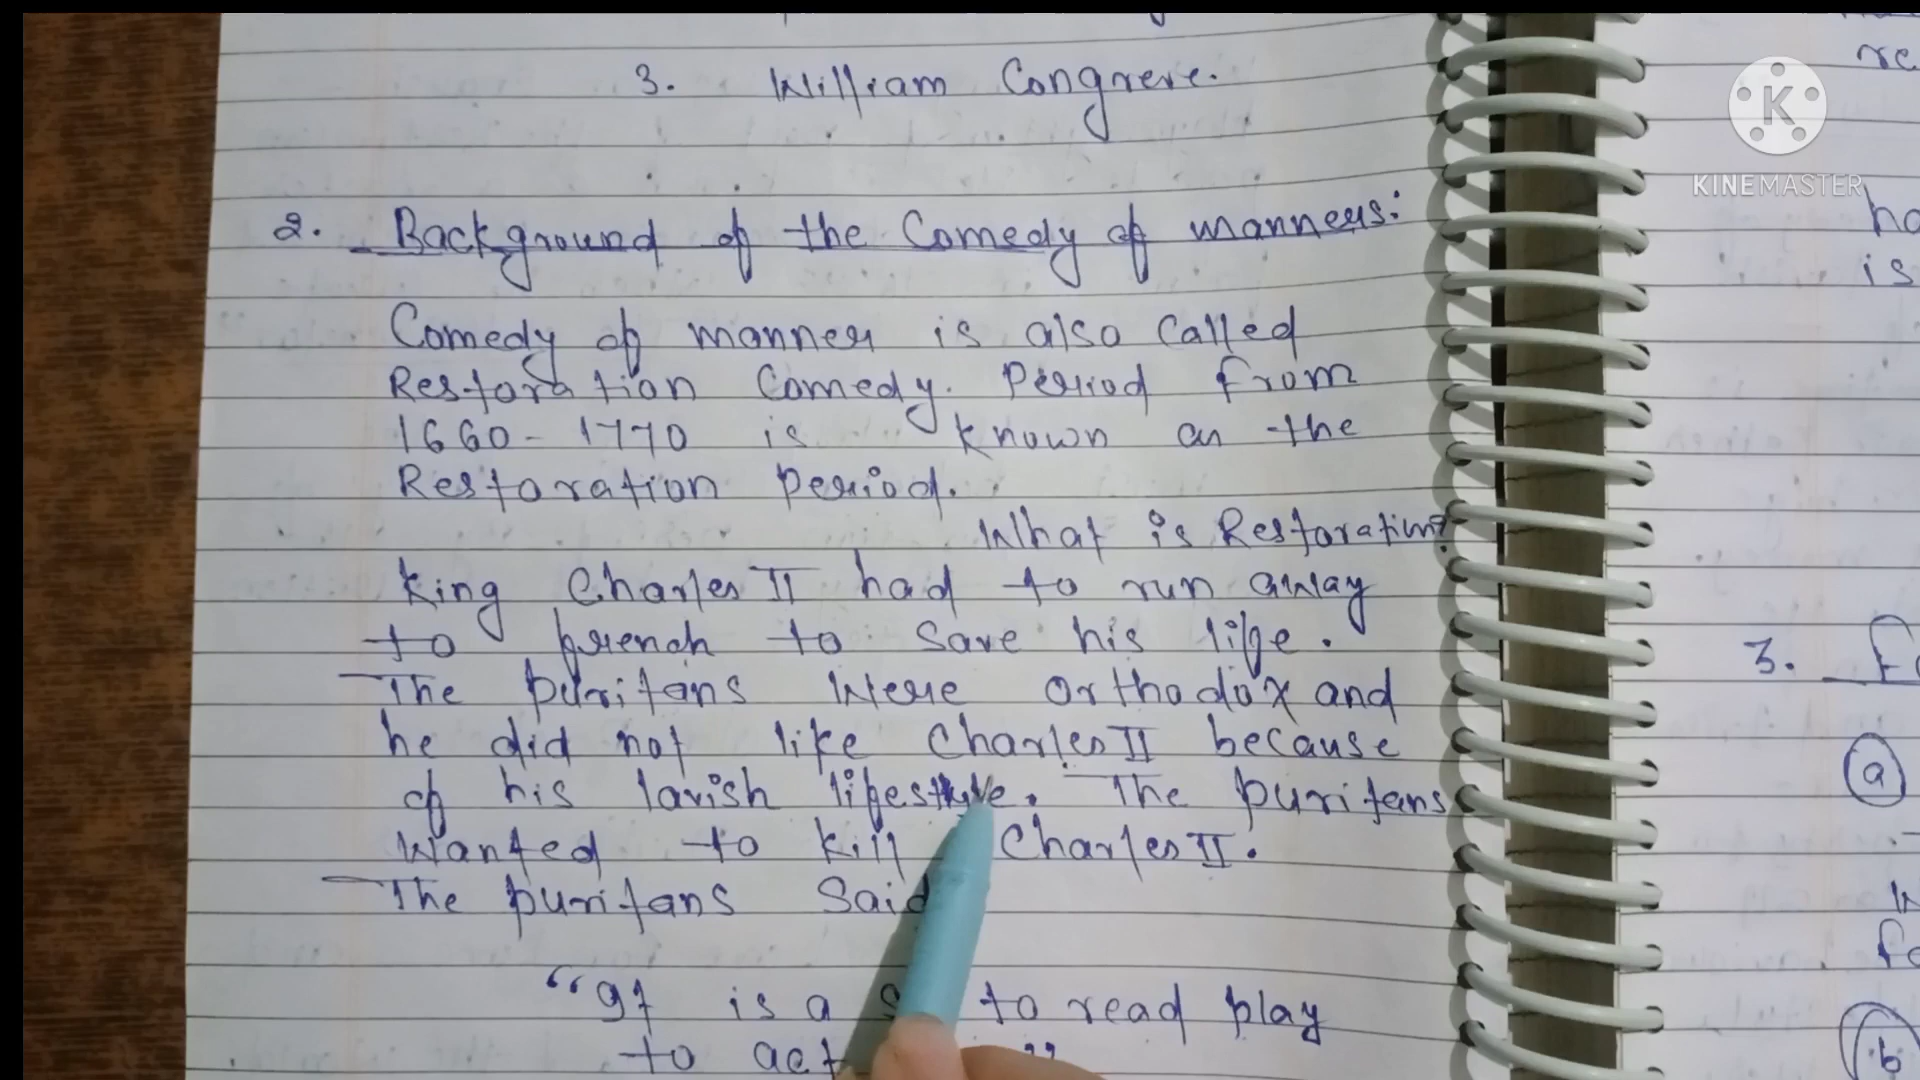 3. William Congreve.
KINEMASTER
2. Background of the Comedy of manners:
Comedy of manner is also called
Restoration Comedy. Period from
1660-1770 is known as the
Restoration period.
What is Restoration?
King Charles II had to run away
to french to save his life.
The puritans were orthodox and
he did not like Charles II because
of his lavish lifestyle. The puritans
wanted to kill Charles II.
The puritans said
"It is a to read play
to act "
re
ho
is
3.
a
b